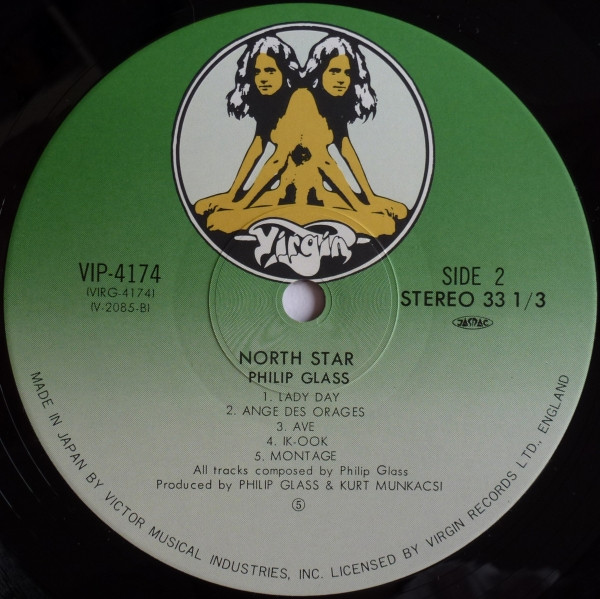 Virgin
VIP-4174
(VIRG-4174)
(V-2085-B)
SIDE 2
STEREO 33 1/3
JASRAC
NORTH STAR
PHILIP GLASS
1. LADY DAY
2. ANGE DES ORAGES
3. AVE
4. IK-OOK
5. MONTAGE
All tracks composed by Philip Glass
Produced by PHILIP GLASS & KURT MUNKACSI
⑤
MADE IN JAPAN BY VICTOR MUSICAL INDUSTRIES, INC. LICENSED BY VIRGIN RECORDS LTD., ENGLAND